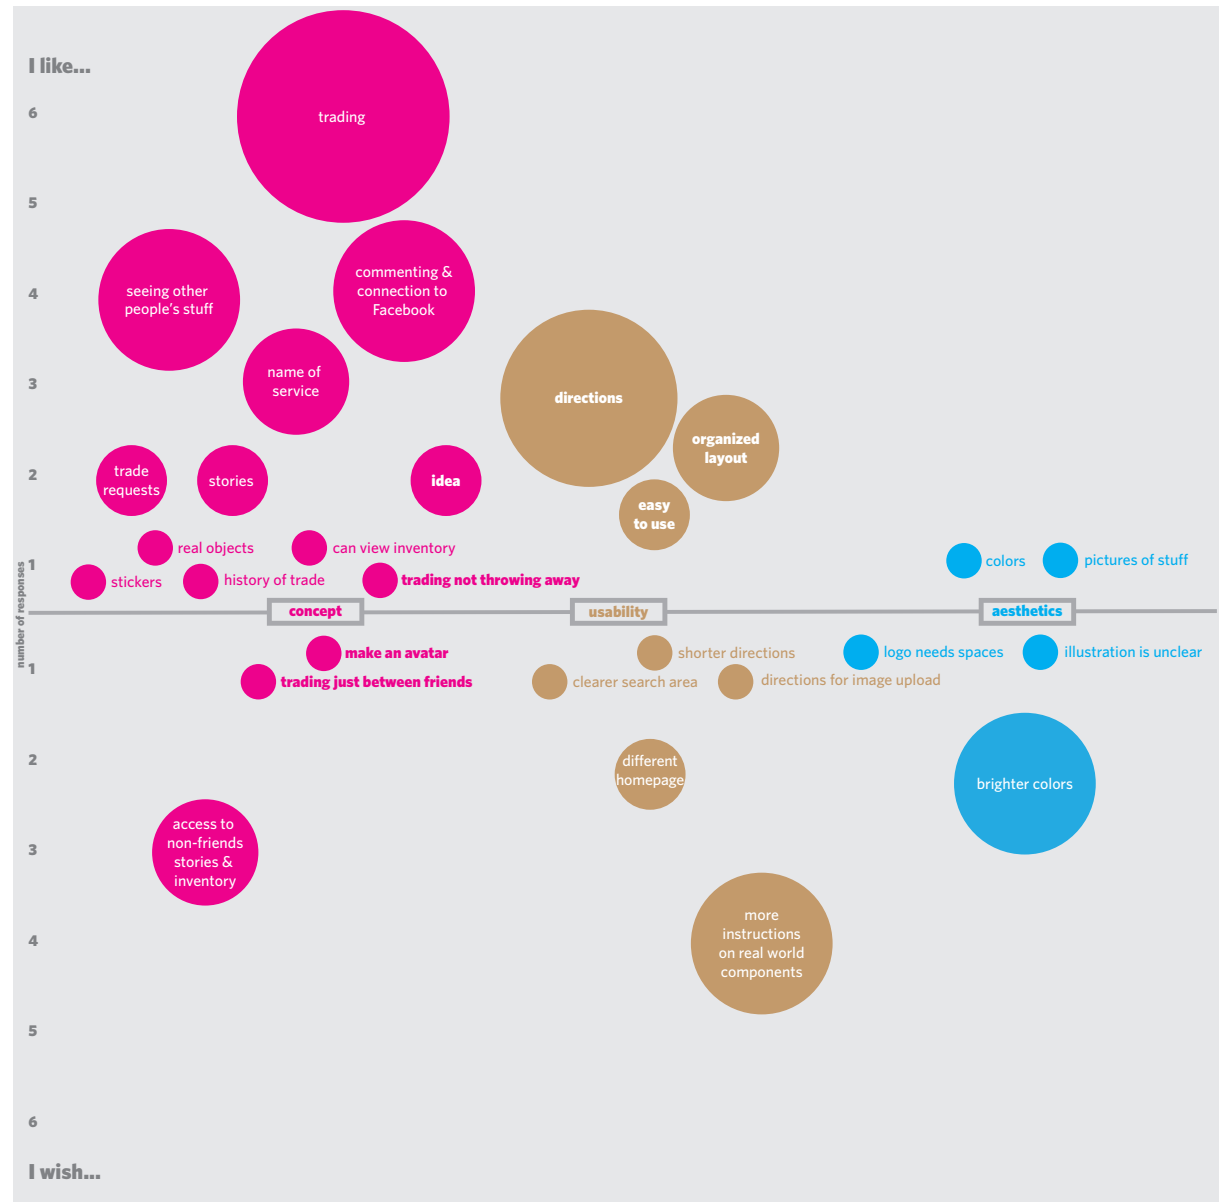 I like...
6
trading
5
commenting &
connection to
Facebook
seeing other
people's stuff
4
name of
service
3
directions
organized
layout
2
trade
requests
stories
idea
easy
to use
real objects
can view inventory
1
stickers
history of trade
trading not throwing away
colors
pictures of stuff
number of responses
concept
usability
aesthetics
make an avatar
shorter directions
logo needs spaces
illustration is unclear
1
trading just between friends
clearer search area
directions for image upload
2
different
homepage
brighter colors
access to
non-friends
stories &
inventory
3
4
more
instructions
on real world
components
5
6
I wish...